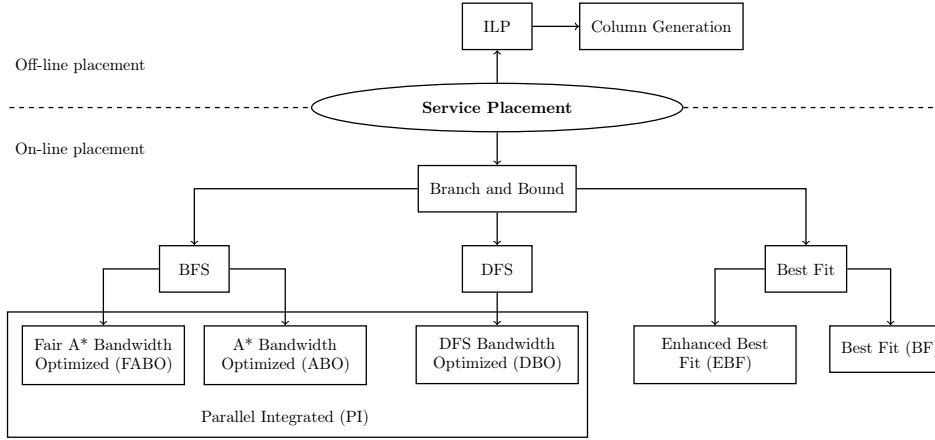 ILP
Column Generation
Off-line placement
Service Placement
On-line placement
Branch and Bound
BFS
DFS
Best Fit
Fair A* Bandwidth
Optimized (FABO)
A* Bandwidth
Optimized (ABO)
DFS Bandwidth
Optimized (DBO)
Enhanced Best
Fit (EBF)
Best Fit (BF)
Parallel Integrated (PI)